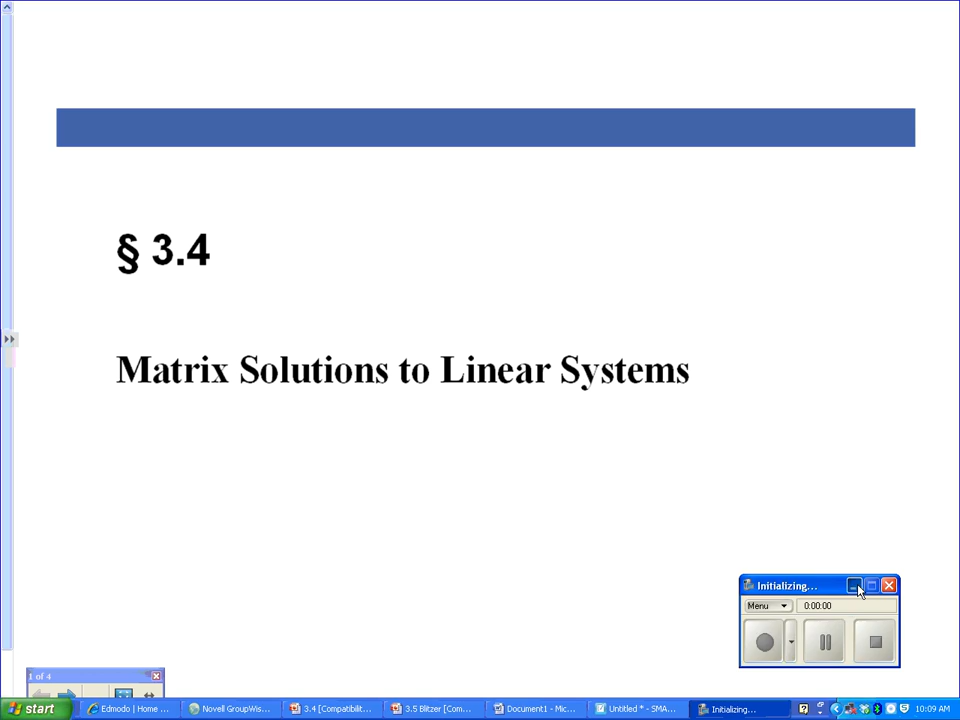 § 3.4
Matrix Solutions to Linear Systems
Initializing...
Menu
0:00:00
1 of 4
start
Edmodo | Home ...
Novell GroupWis...
3.4 [Compatibilit...
3.5 Blitzer [Com...
Document1 - Mic...
Untitled * - SMA...
Initializing...
10:09 AM